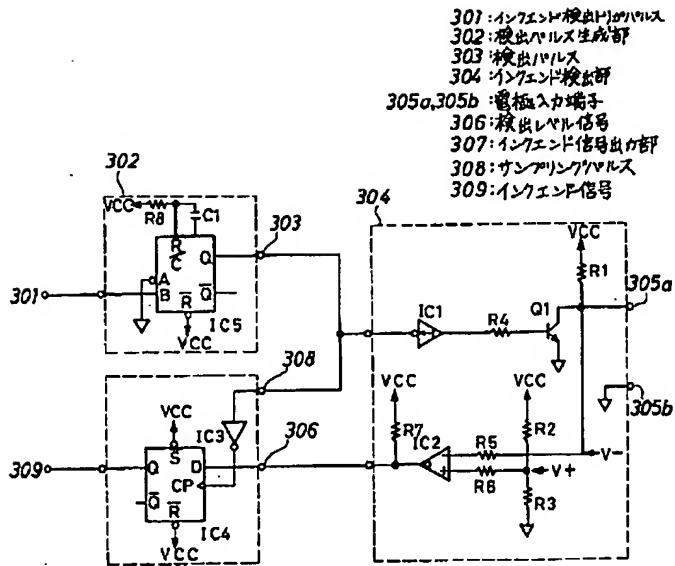 301:インクエンド検出トリガパルス
302:検出パルス生成部
303:検出パルス
304:インクエンド検出部
305a,305b:電極入力端子
306:検出レベル信号
307:インクエンド信号出力部
308:サンプリングパルス
309:インクエンド信号
302
VCC
R8
C1
R/C
Q
303
301
A
B
R̅
Q̅
IC5
VCC
304
VCC
R1
305a
IC1
R4
Q1
305b
308
VCC
IC3
306
309
Q
S̅
D
CP
Q̅
R̅
IC4
VCC
VCC
R7
IC2
VCC
R2
R5
V-
R6
V+
R3